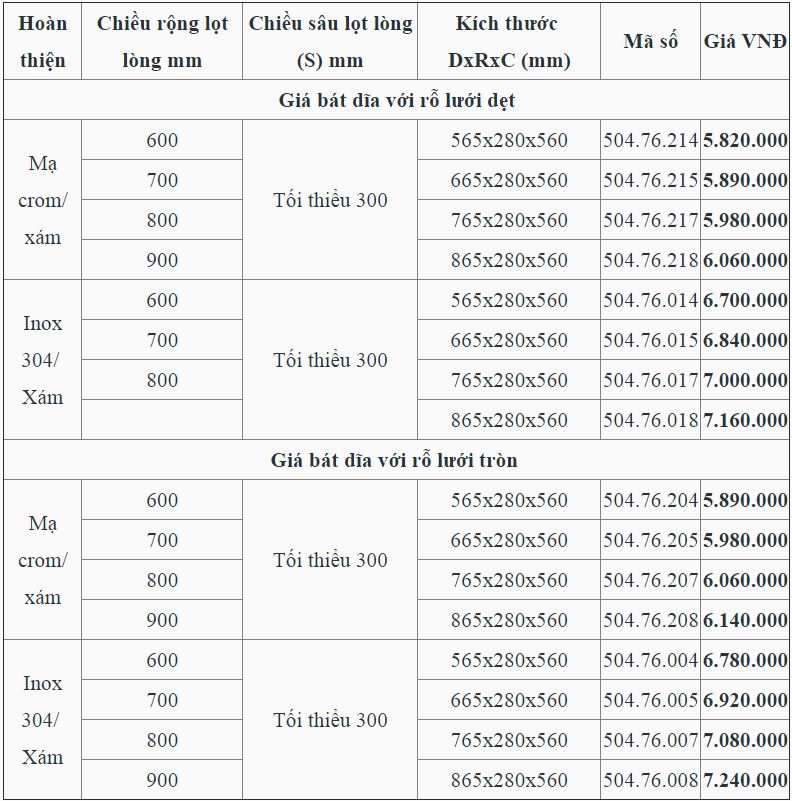 Hoàn thiện | Chiều rộng lọt lòng mm | Chiều sâu lọt lòng (S) mm | Kích thước DxRxC (mm) | Mã số | Giá VNĐ
Giá bát dĩa với rỗ lưới dẹt
Mạ crom/ xám | 600 | Tối thiểu 300 | 565x280x560 | 504.76.214 | 5.820.000
700 | 665x280x560 | 504.76.215 | 5.890.000
800 | 765x280x560 | 504.76.217 | 5.980.000
900 | 865x280x560 | 504.76.218 | 6.060.000
Inox 304/ Xám | 600 | Tối thiểu 300 | 565x280x560 | 504.76.014 | 6.700.000
700 | 665x280x560 | 504.76.015 | 6.840.000
800 | 765x280x560 | 504.76.017 | 7.000.000
865x280x560 | 504.76.018 | 7.160.000
Giá bát dĩa với rỗ lưới tròn
Mạ crom/ xám | 600 | Tối thiểu 300 | 565x280x560 | 504.76.204 | 5.890.000
700 | 665x280x560 | 504.76.205 | 5.980.000
800 | 765x280x560 | 504.76.207 | 6.060.000
900 | 865x280x560 | 504.76.208 | 6.140.000
Inox 304/ Xám | 600 | Tối thiểu 300 | 565x280x560 | 504.76.004 | 6.780.000
700 | 665x280x560 | 504.76.005 | 6.920.000
800 | 765x280x560 | 504.76.007 | 7.080.000
900 | 865x280x560 | 504.76.008 | 7.240.000